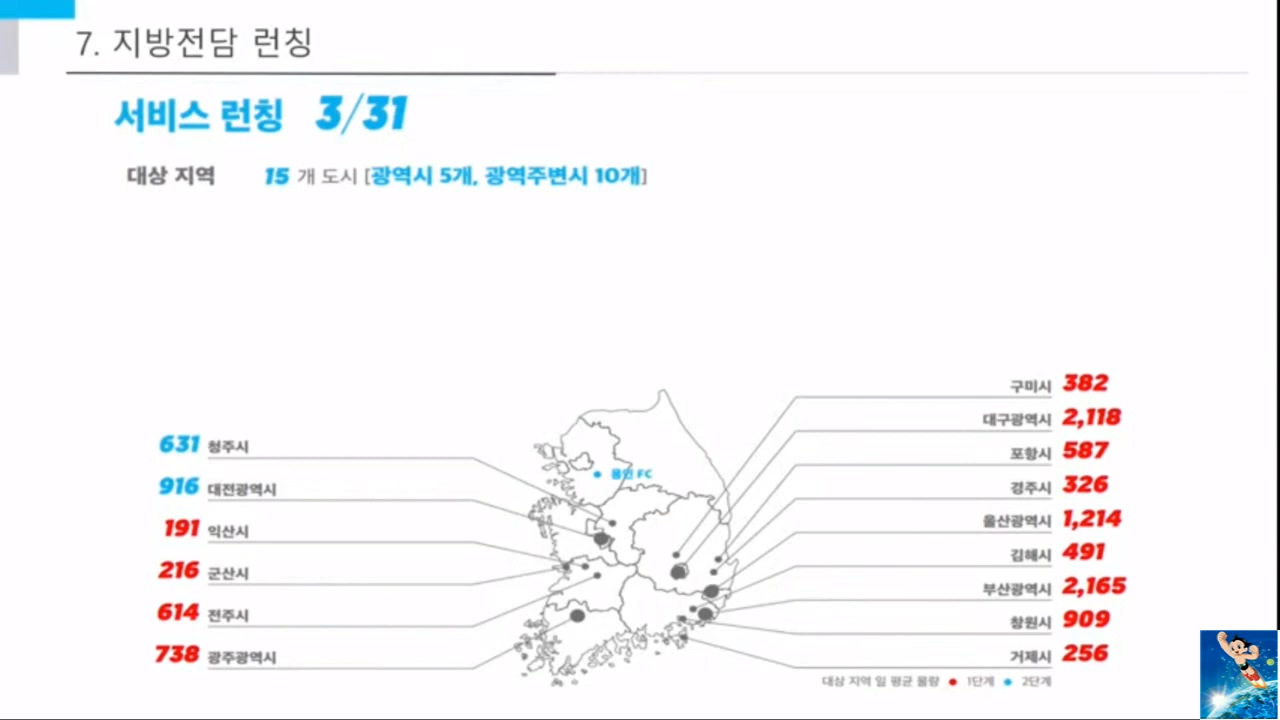 7. 지방전담 런칭
서비스 런칭 3/31
대상 지역 15 개 도시 [광역시 5개, 광역주변시 10개]
구미시 382
대구광역시 2,118
포항시 587
경주시 326
울산광역시 1,214
김해시 491
부산광역시 2,165
창원시 909
거제시 256
631 청주시
916 대전광역시
191 익산시
216 군산시
614 전주시
738 광주광역시
용인 FC
대상 지역 일 평균 물량 ● 1단계 ● 2단계